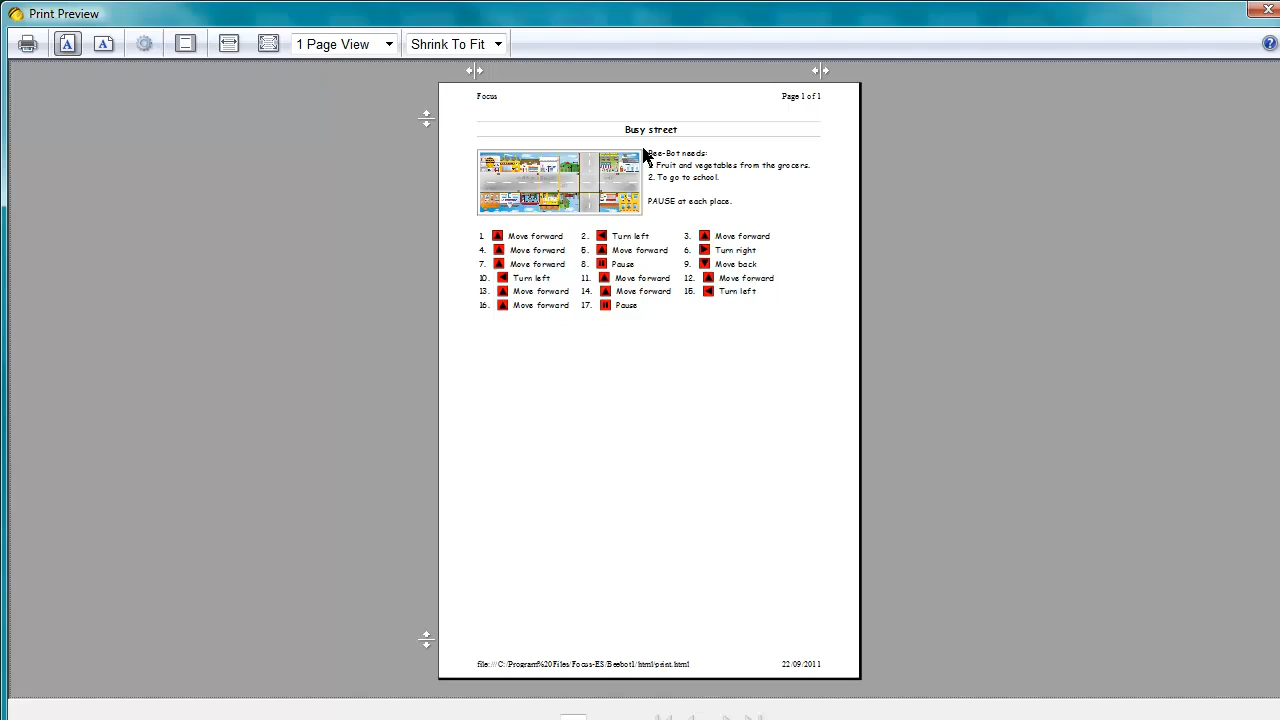 Print Preview
1 Page View
Shrink To Fit
Focus
Page 1 of 1
Busy street
Bee-Bot needs:
1. Fruit and vegetables from the grocers.
2. To go to school.
PAUSE at each place.
1. Move forward 2. Turn left 3. Move forward
4. Move forward 5. Move forward 6. Turn right
7. Move forward 8. Pause 9. Move back
10. Turn left 11. Move forward 12. Move forward
13. Move forward 14. Move forward 15. Turn left
16. Move forward 17. Pause
file:///C:/Program%20Files/Focus-ES/Beebot1/html/print.html
22/09/2011